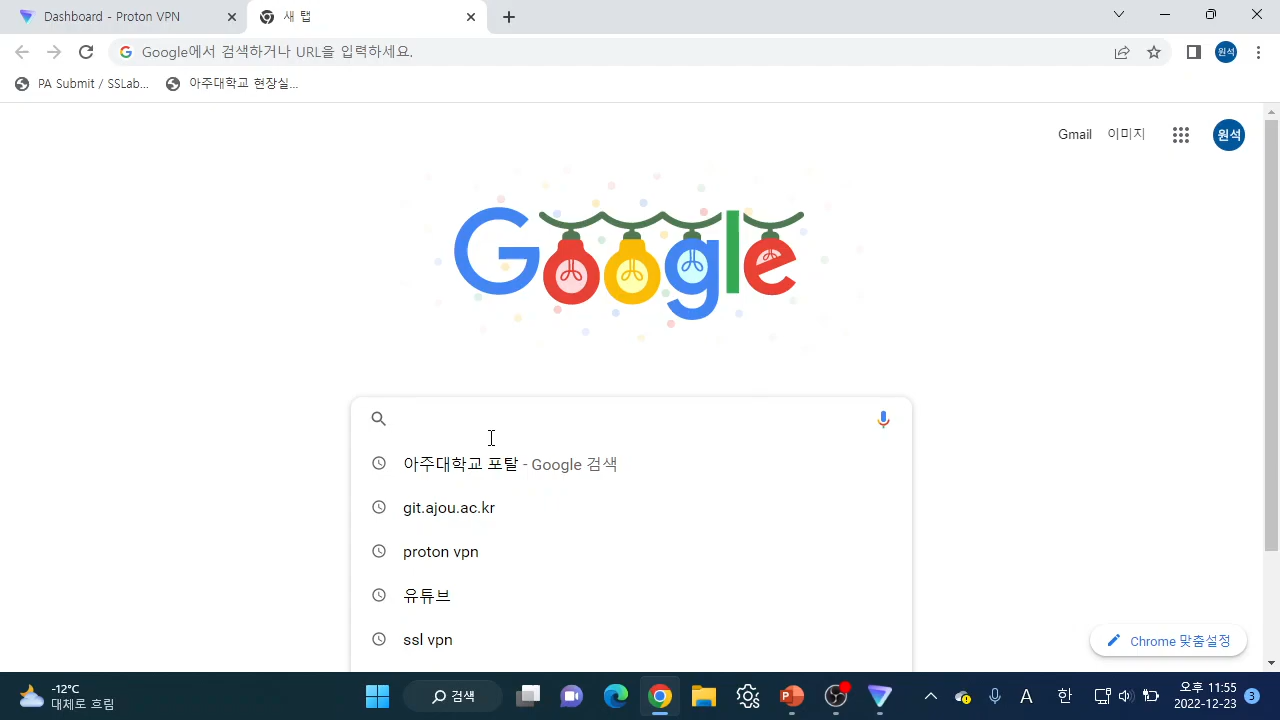 Dashboard - Proton VPN
새 탭
Google에서 검색하거나 URL을 입력하세요.
원석
PA Submit / SSLab...
아주대학교 현장실...
Gmail
이미지
원석
Google
아주대학교 포탈 - Google 검색
git.ajou.ac.kr
proton vpn
유튜브
ssl vpn
Chrome 맞춤설정
-12°C
대체로 흐림
검색
A
한
오후 11:55
2022-12-23
3